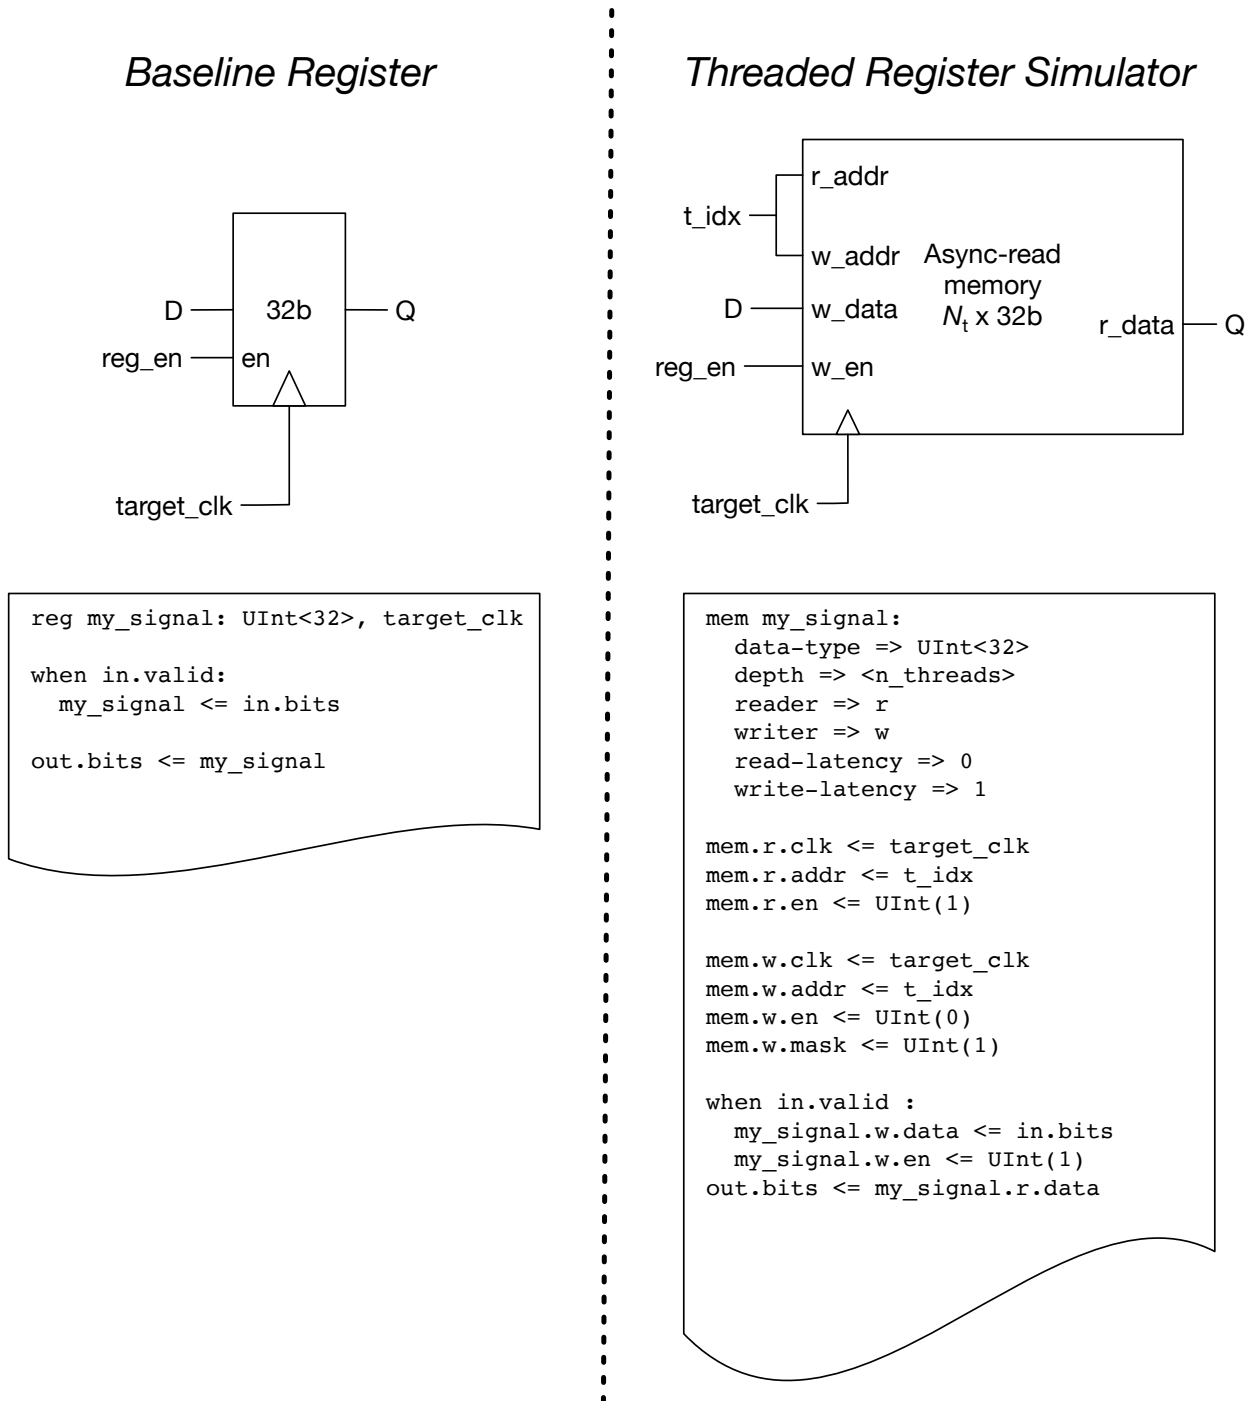 Baseline Register
D
32b
Q
reg_en
en
target_clk
reg my_signal: UInt<32>, target_clk
when in.valid:
my_signal <= in.bits
out.bits <= my_signal
Threaded Register Simulator
r_addr
t_idx
w_addr
Async-read
memory
Nt x 32b
D
w_data
r_data
Q
reg_en
w_en
target_clk
mem my_signal:
data-type => UInt<32>
depth => <n_threads>
reader => r
writer => w
read-latency => 0
write-latency => 1
mem.r.clk <= target_clk
mem.r.addr <= t_idx
mem.r.en <= UInt(1)
mem.w.clk <= target_clk
mem.w.addr <= t_idx
mem.w.en <= UInt(0)
mem.w.mask <= UInt(1)
when in.valid :
my_signal.w.data <= in.bits
my_signal.w.en <= UInt(1)
out.bits <= my_signal.r.data